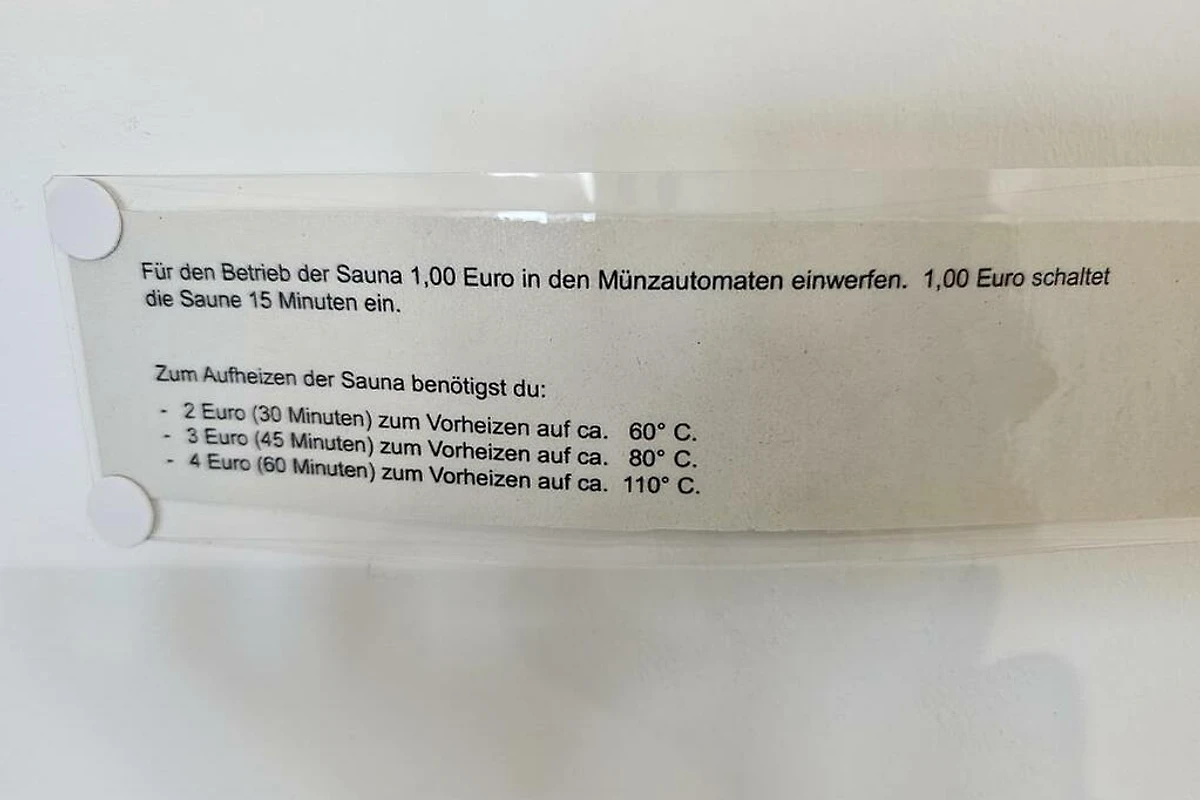 Für den Betrieb der Sauna 1,00 Euro in den Münzautomaten einwerfen. 1,00 Euro schaltet
die Saune 15 Minuten ein.
Zum Aufheizen der Sauna benötigst du:
- 2 Euro (30 Minuten) zum Vorheizen auf ca. 60° C.
- 3 Euro (45 Minuten) zum Vorheizen auf ca. 80° C.
- 4 Euro (60 Minuten) zum Vorheizen auf ca. 110° C.